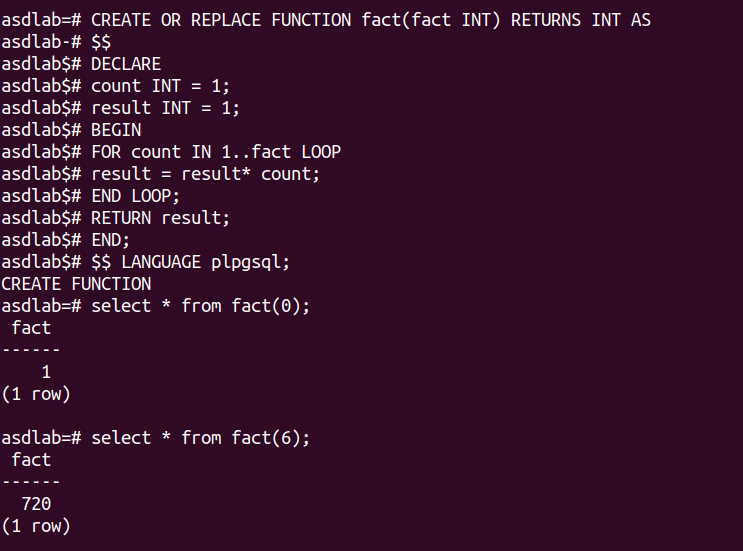 asdlab=# CREATE OR REPLACE FUNCTION fact(fact INT) RETURNS INT AS
asdlab-# $$
asdlab$# DECLARE
asdlab$# count INT = 1;
asdlab$# result INT = 1;
asdlab$# BEGIN
asdlab$# FOR count IN 1..fact LOOP
asdlab$# result = result* count;
asdlab$# END LOOP;
asdlab$# RETURN result;
asdlab$# END;
asdlab$# $$ LANGUAGE plpgsql;
CREATE FUNCTION
asdlab=# select * from fact(0);
 fact
------
    1
(1 row)

asdlab=# select * from fact(6);
 fact
------
  720
(1 row)